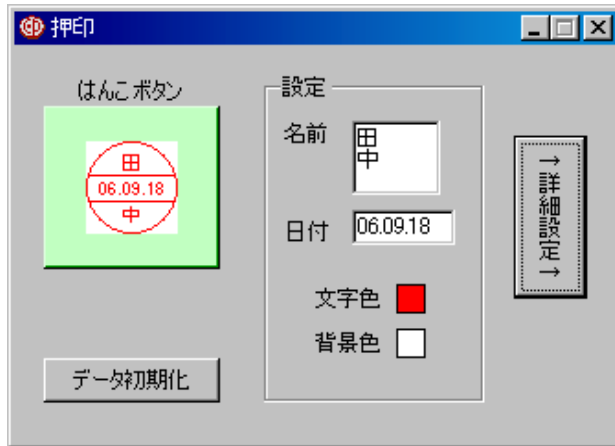 押印
はんこボタン
田
06.09.18
中
データ初期化
設定
名前
田
中
日付
06.09.18
文字色
背景色
→詳細設定→